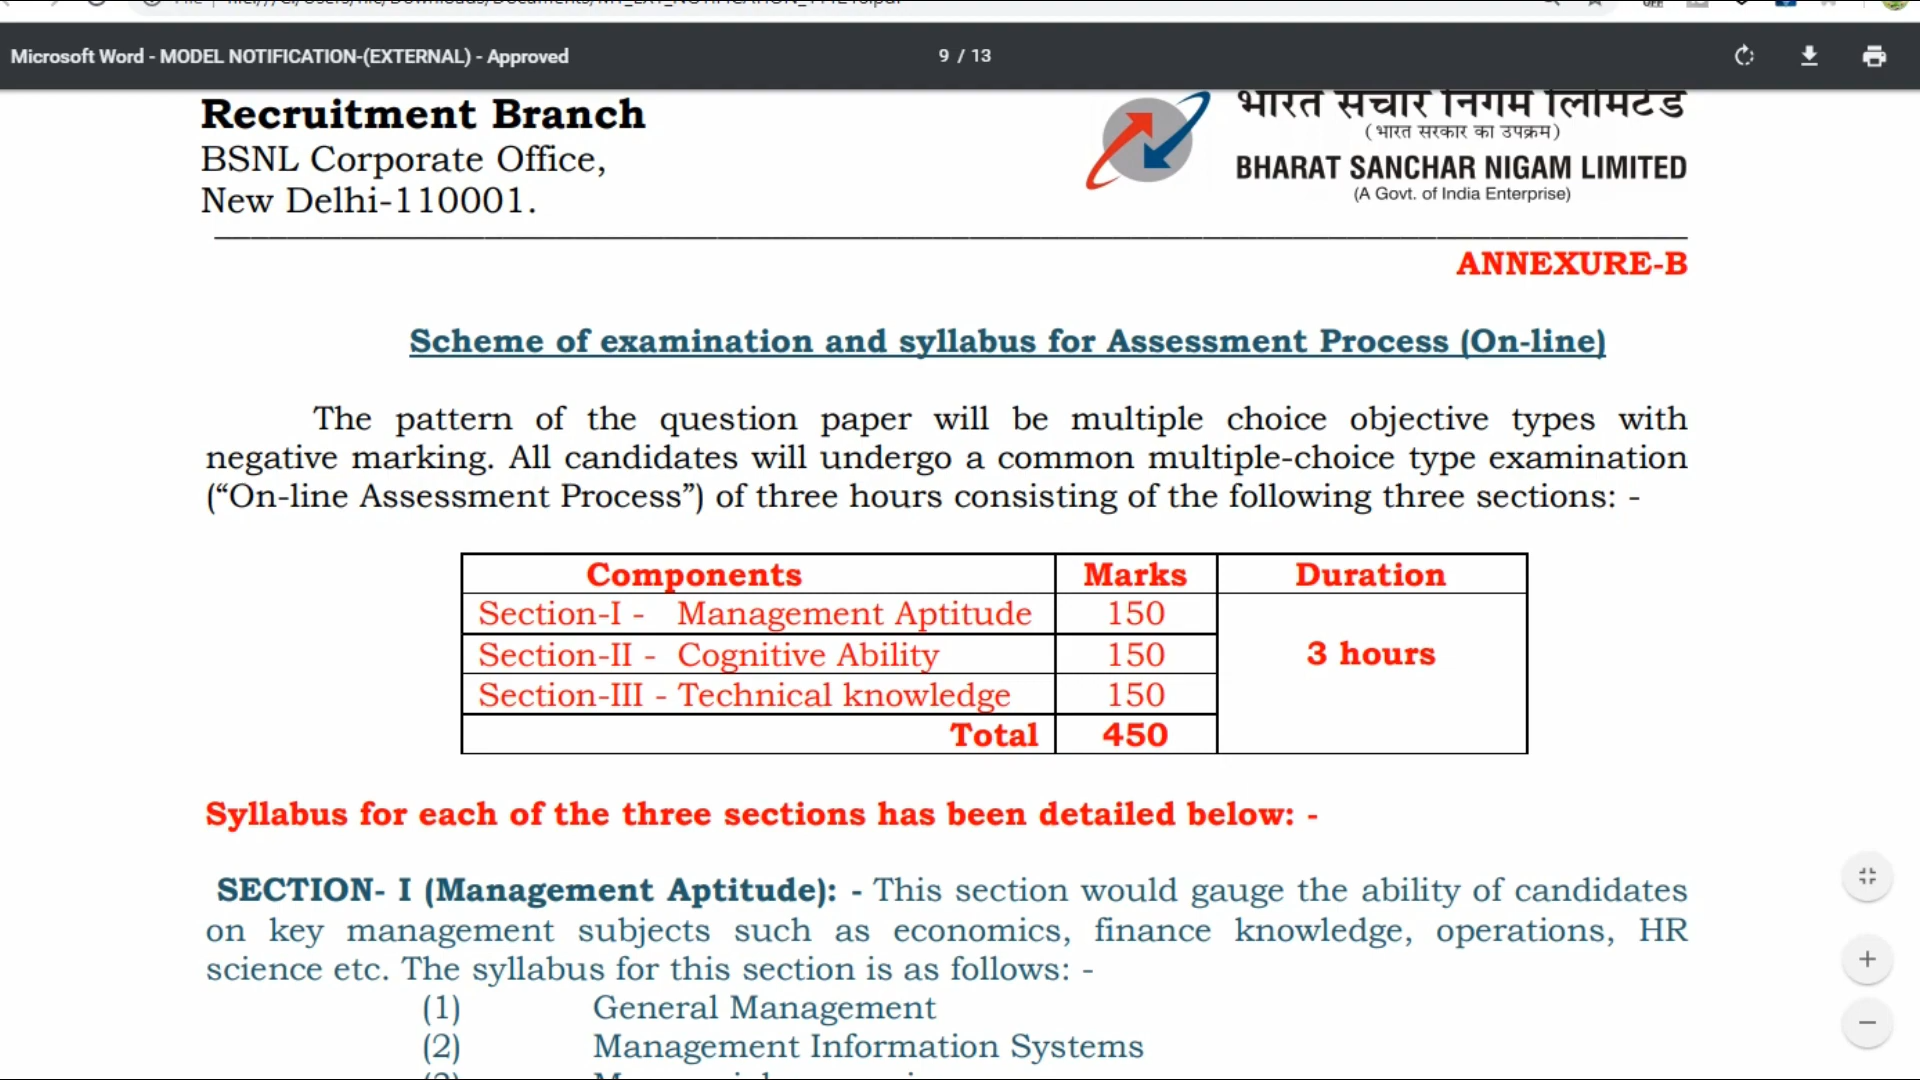 Microsoft Word - MODEL NOTIFICATION-(EXTERNAL) - Approved
9 / 13
Recruitment Branch
BSNL Corporate Office,
New Delhi-110001.
भारत संचार निगम लिमिटेड
(भारत सरकार का उपक्रम)
BHARAT SANCHAR NIGAM LIMITED
(A Govt. of India Enterprise)
ANNEXURE-B
Scheme of examination and syllabus for Assessment Process (On-line)
The pattern of the question paper will be multiple choice objective types with
negative marking. All candidates will undergo a common multiple-choice type examination
(“On-line Assessment Process”) of three hours consisting of the following three sections: -
Components Marks Duration
Section-I - Management Aptitude 150
Section-II - Cognitive Ability 150 3 hours
Section-III - Technical knowledge 150
Total 450
Syllabus for each of the three sections has been detailed below: -
SECTION- I (Management Aptitude): - This section would gauge the ability of candidates
on key management subjects such as economics, finance knowledge, operations, HR
science etc. The syllabus for this section is as follows: -
(1) General Management
(2) Management Information Systems